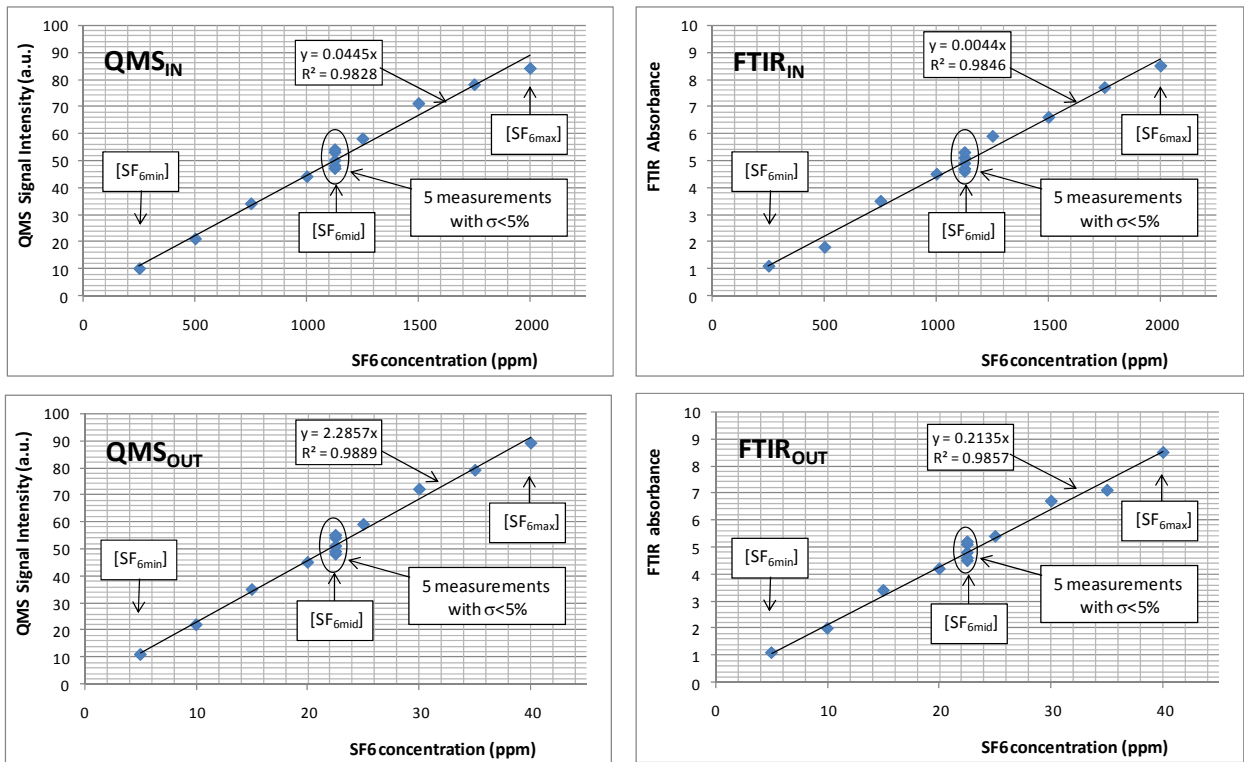 QMS Signal Intensity (a.u.)
100
90
80
70
60
50
40
30
20
10
0
QMSIN
y = 0.0445x
R² = 0.9828
[SF6min]
[SF6max]
[SF6mid]
5 measurements
with σ<5%
0 500 1000 1500 2000
SF6 concentration (ppm)
FTIR Absorbance
10
9
8
7
6
5
4
3
2
1
0
FTIRIN
y = 0.0044x
R² = 0.9846
[SF6min]
[SF6max]
[SF6mid]
5 measurements
with σ<5%
0 500 1000 1500 2000
SF6 concentration (ppm)
QMS Signal Intensity (a.u.)
100
90
80
70
60
50
40
30
20
10
0
QMSOUT
y = 2.2857x
R² = 0.9889
[SF6min]
[SF6max]
[SF6mid]
5 measurements
with σ<5%
0 10 20 30 40
SF6 concentration (ppm)
FTIR absorbance
10
9
8
7
6
5
4
3
2
1
0
FTIROUT
y = 0.2135x
R² = 0.9857
[SF6min]
[SF6max]
[SF6mid]
5 measurements
with σ<5%
0 10 20 30 40
SF6 concentration (ppm)